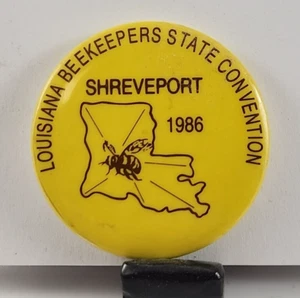 LOUISIANA BEEKEEPERS STATE CONVENTION
SHREVEPORT
1986